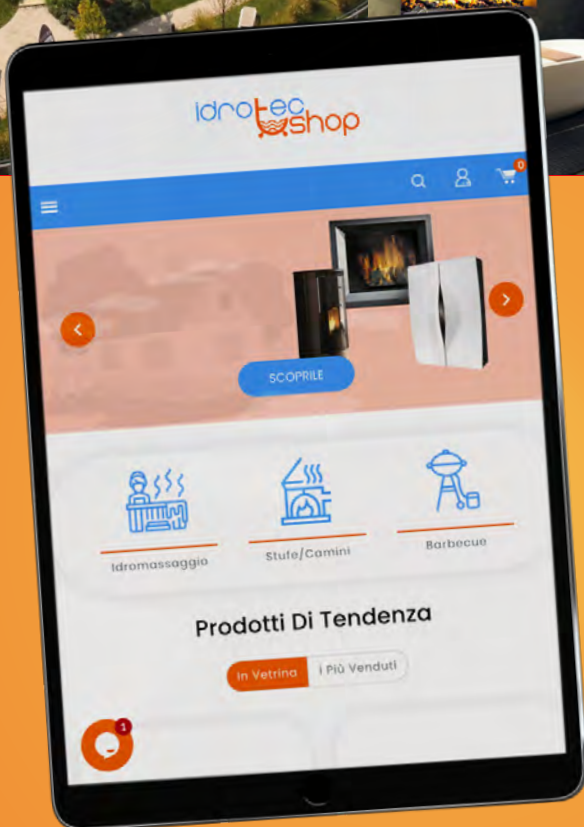 idrotec
shop
0
SCOPRILE
Idromassaggio
Stufe/Camini
Barbecue
Prodotti Di Tendenza
In Vetrina
I Più Venduti
1